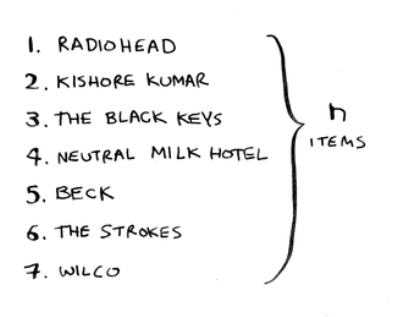 1. RADIOHEAD
2. KISHORE KUMAR
3. THE BLACK KEYS
4. NEUTRAL MILK HOTEL
5. BECK
6. THE STROKES
7. WILCO
n
ITEMS